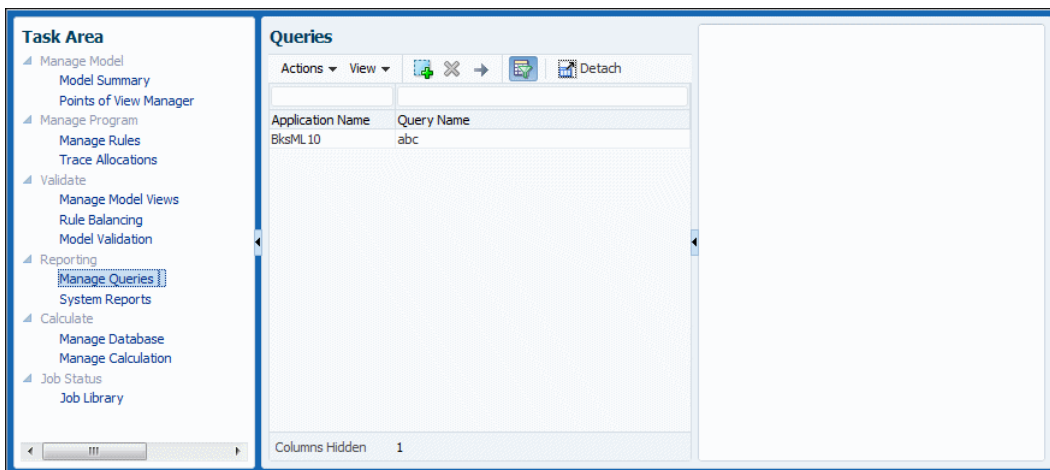 Task Area
Manage Model
Model Summary
Points of View Manager
Manage Program
Manage Rules
Trace Allocations
Validate
Manage Model Views
Rule Balancing
Model Validation
Reporting
Manage Queries
System Reports
Calculate
Manage Database
Manage Calculation
Job Status
Job Library
Queries
Actions View Detach
Application Name Query Name
BksML10 abc
Columns Hidden 1